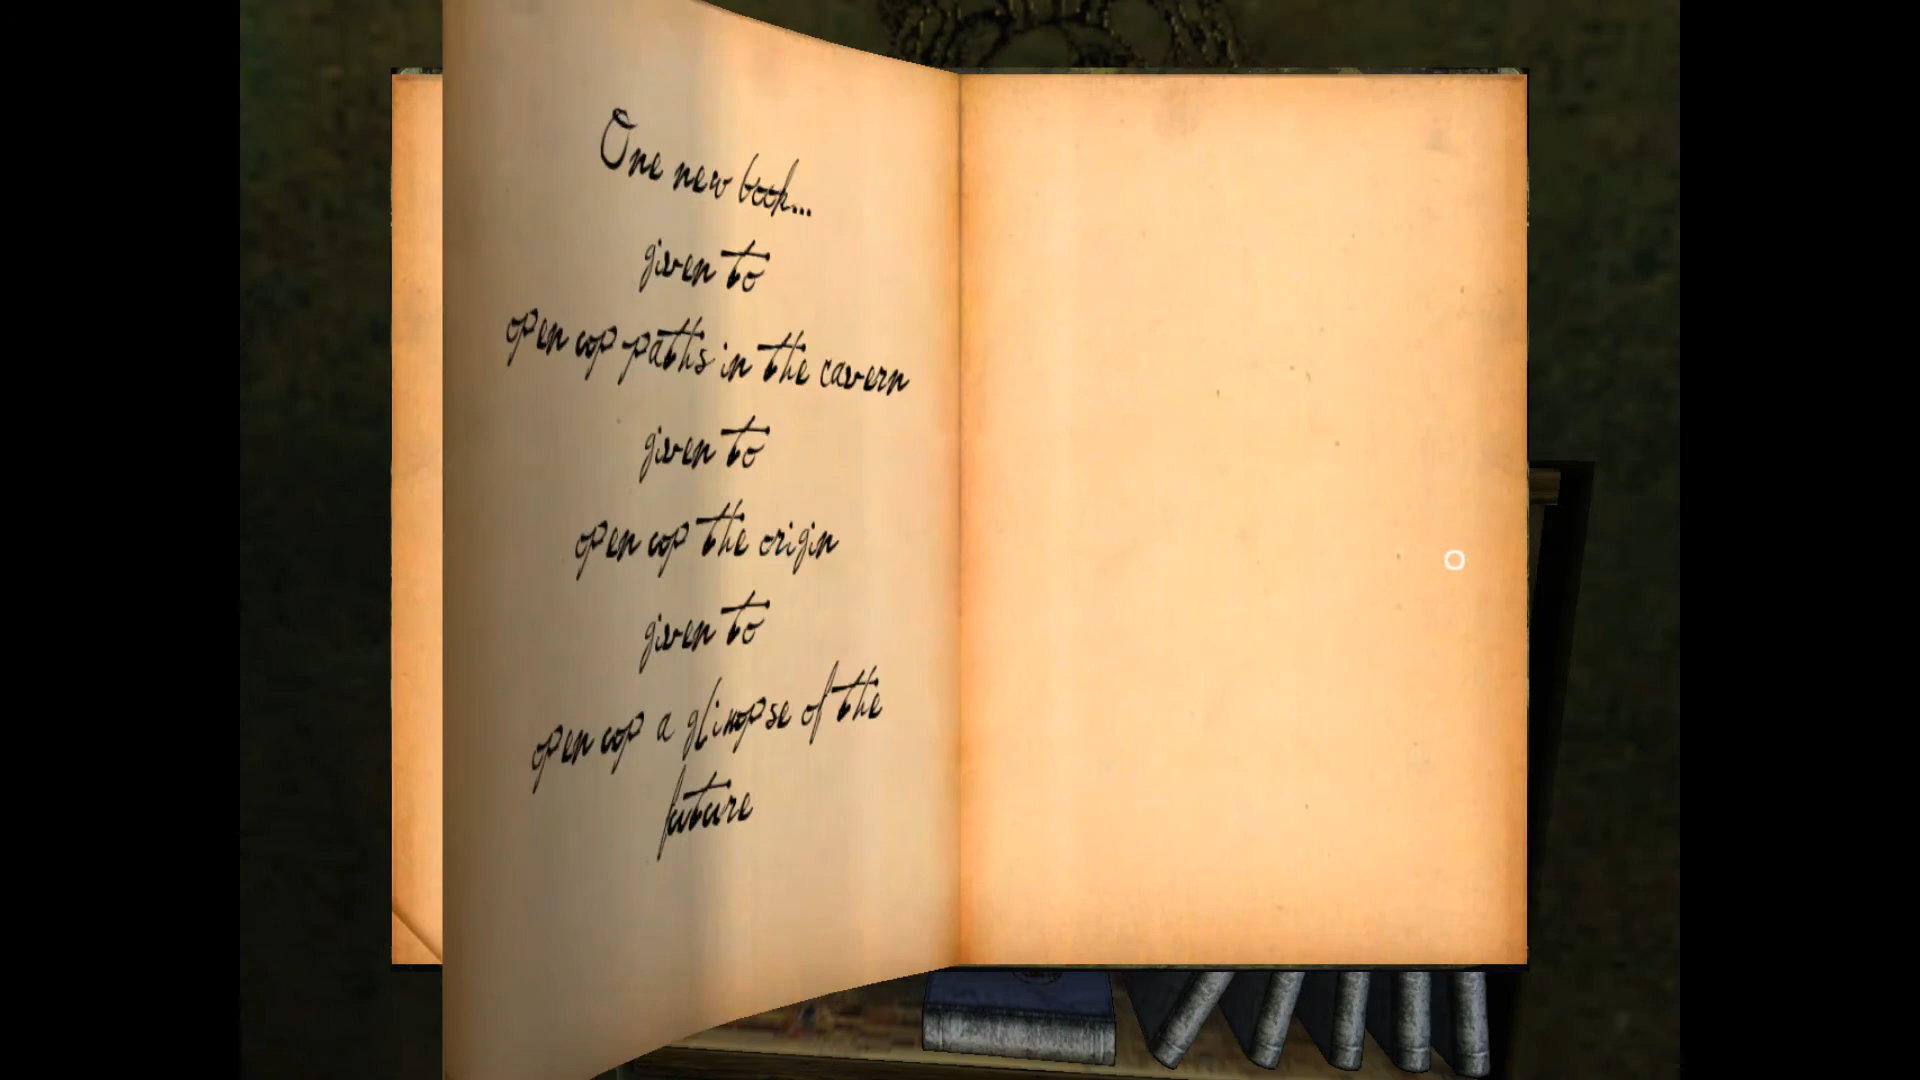 One new book...
given to
open up paths in the cavern
given to
open up the origin
given to
open up a glimpse of the
future